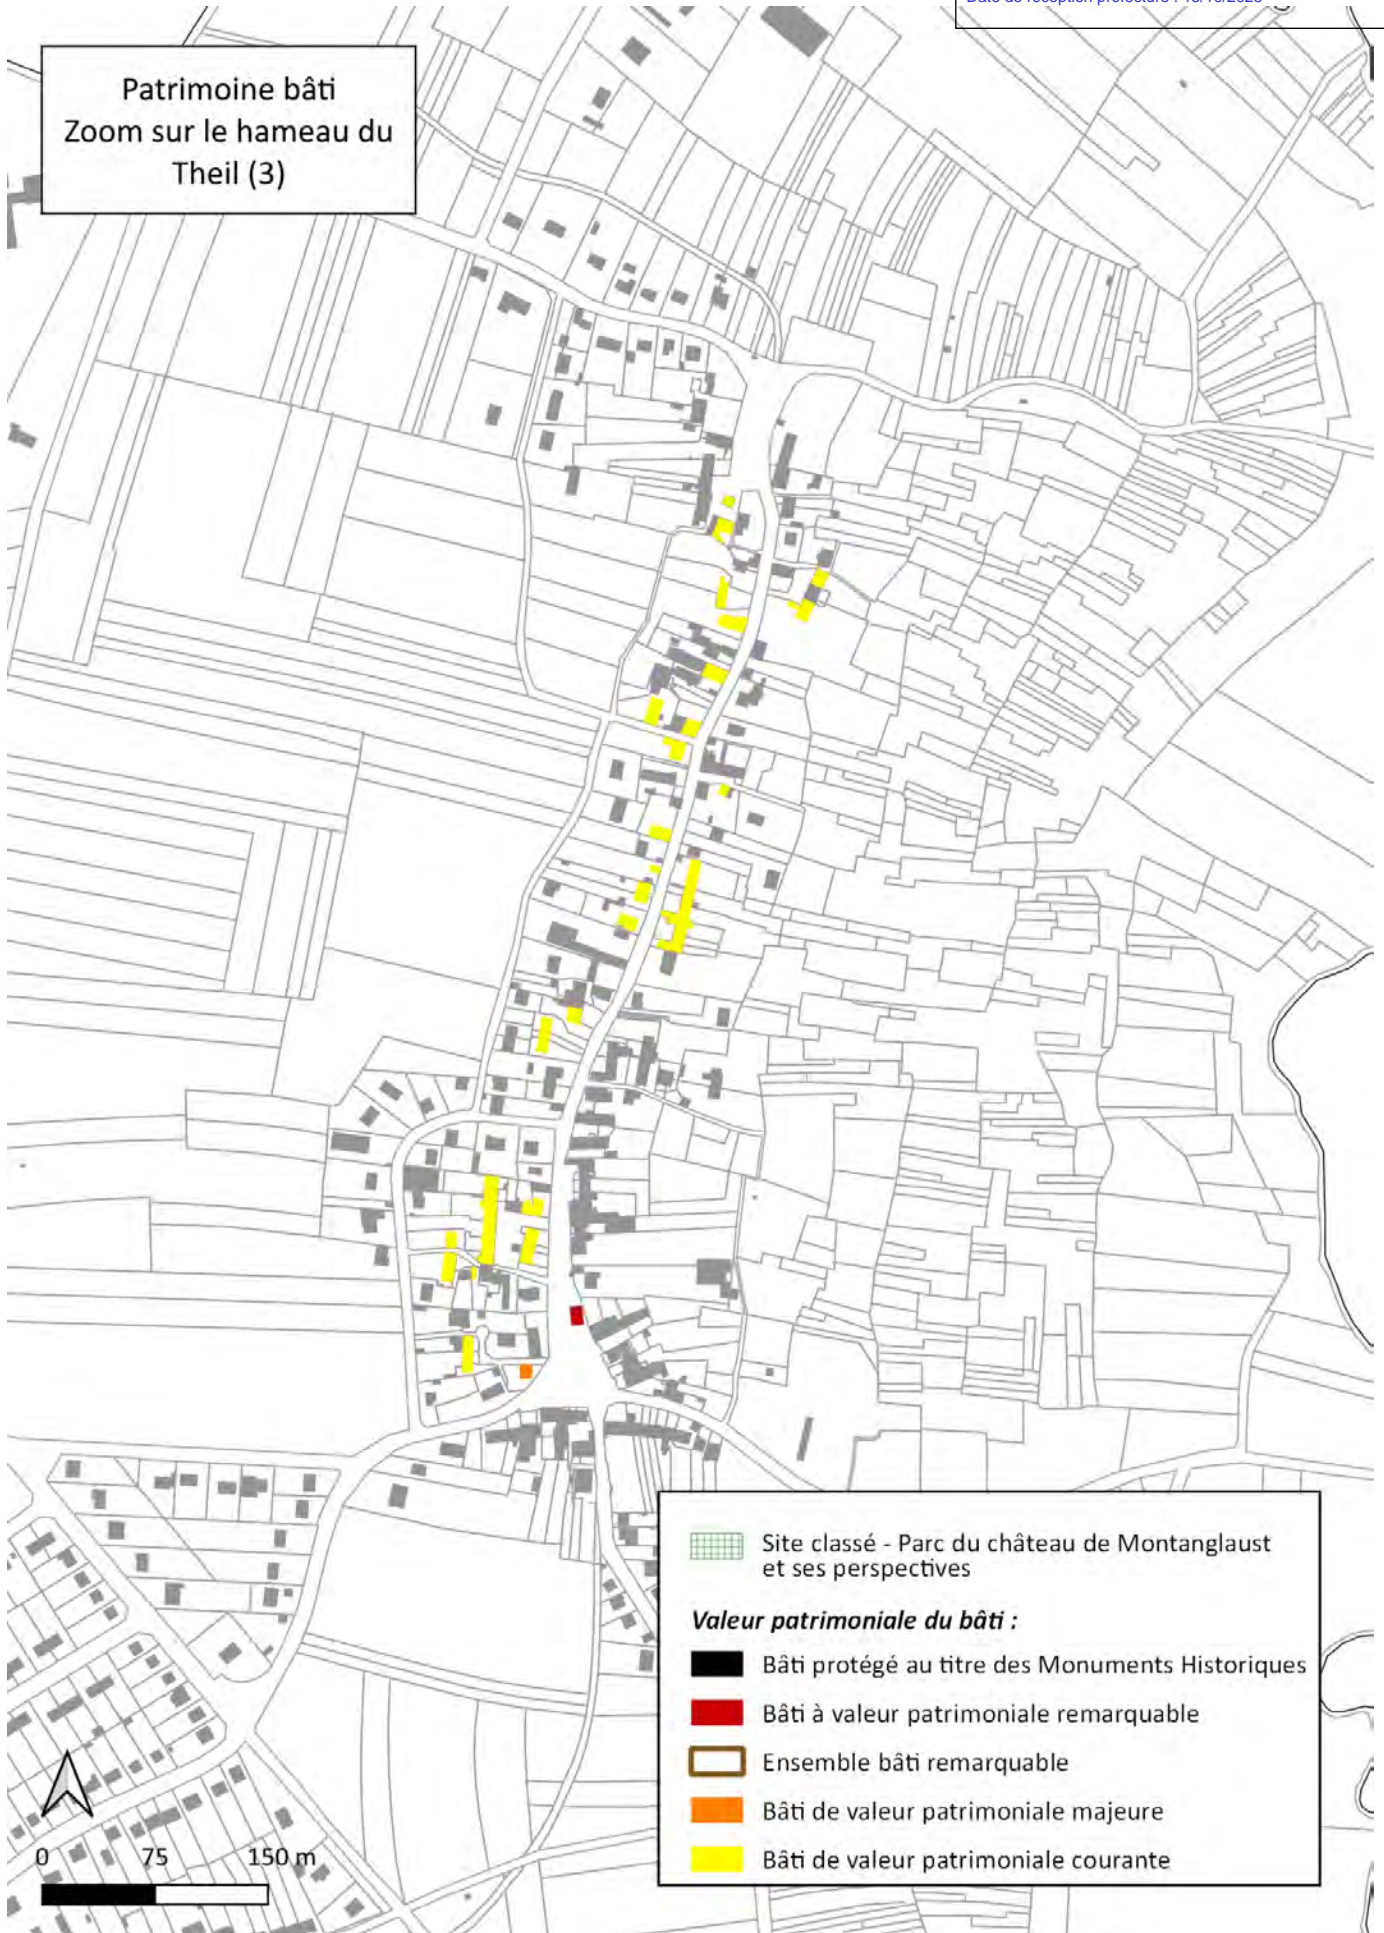 Patrimoine bâti
Zoom sur le hameau du
Theil (3)
Site classé - Parc du château de Montanglaust
et ses perspectives
Valeur patrimoniale du bâti :
Bâti protégé au titre des Monuments Historiques
Bâti à valeur patrimoniale remarquable
Ensemble bâti remarquable
Bâti de valeur patrimoniale majeure
Bâti de valeur patrimoniale courante
0 75 150 m